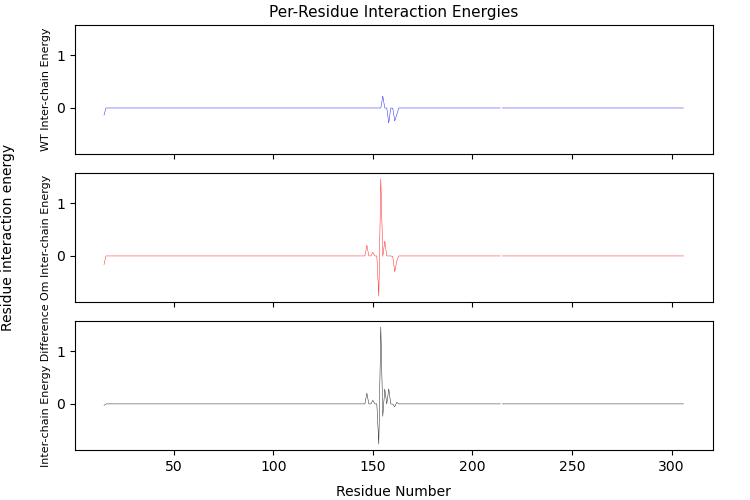 Per-Residue Interaction Energies
Residue interaction energy
WT Inter-chain Energy
1
0
Om Inter-chain Energy
1
0
Inter-chain Energy Difference
1
0
50 100 150 200 250 300
Residue Number